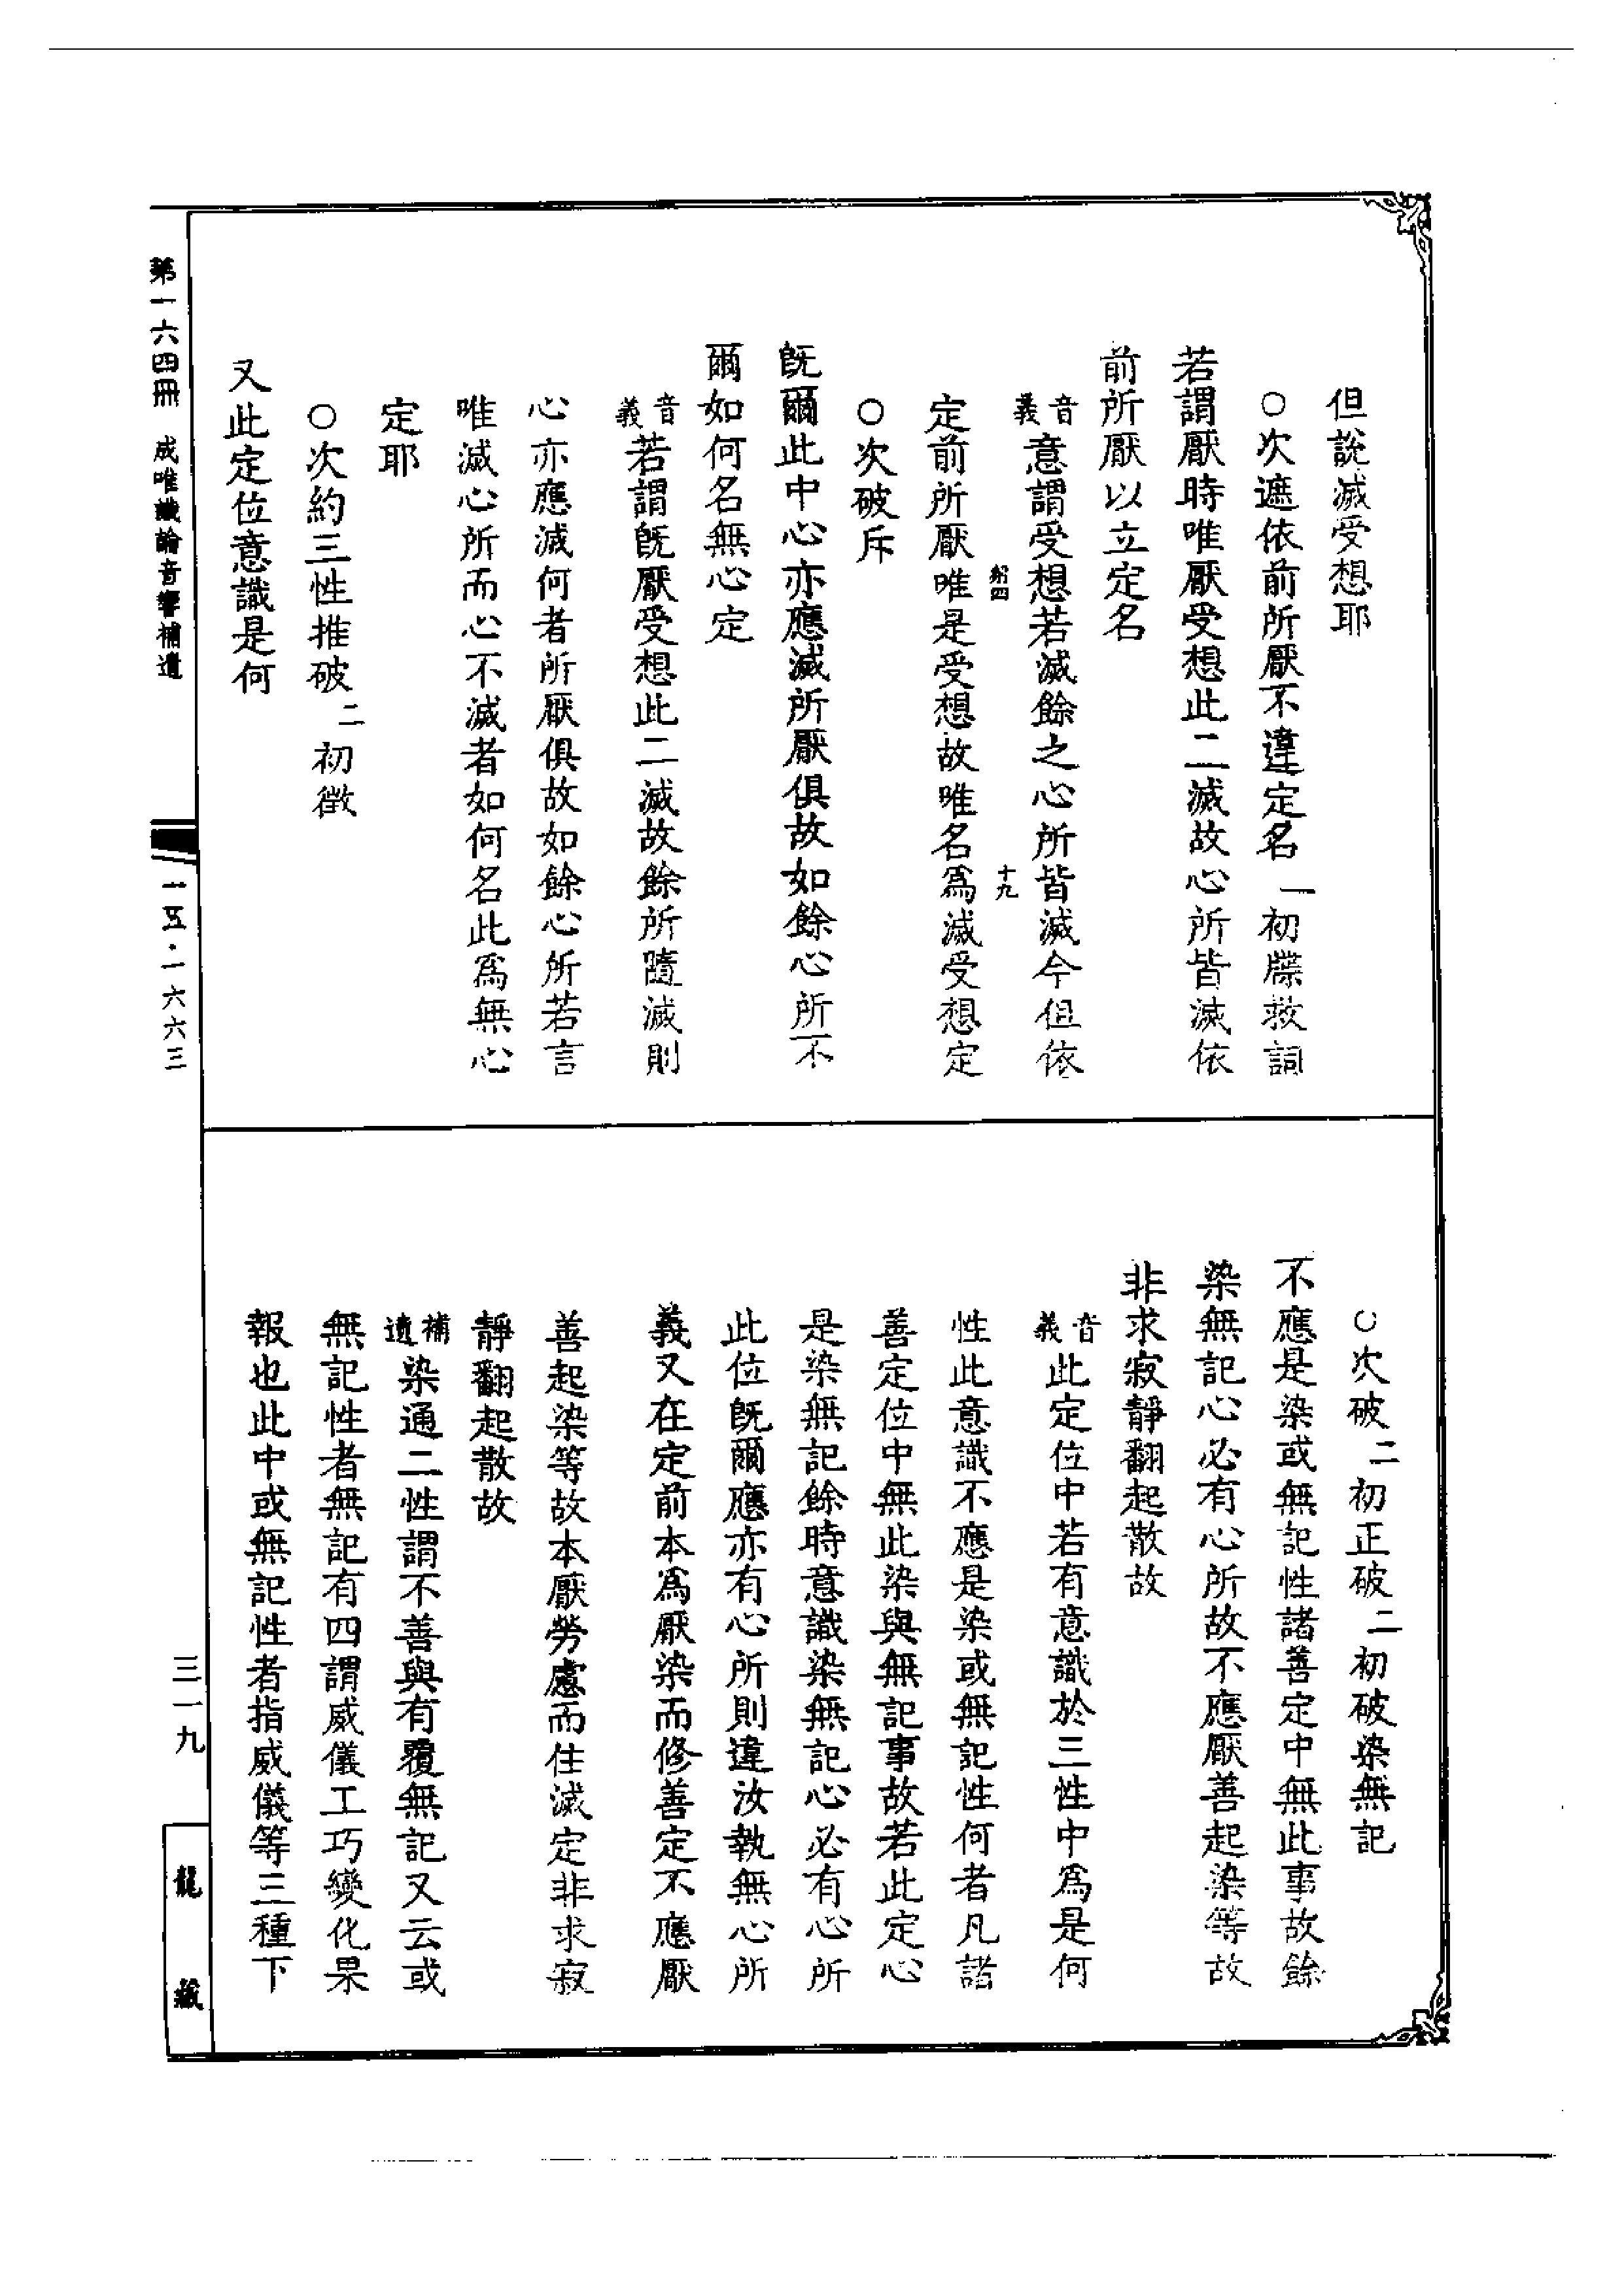 但說滅受想耶
○次遮依前所厭不違定名二初牒救詞
若謂厭時唯厭受想此二滅故心所皆滅依
前所厭以立定名
音義意謂受想若滅餘之心所皆滅今但依
躬四 十九
定前所厭唯是受想故唯名爲滅受想定
○次破斥
旣爾此中心亦應滅所厭俱故如餘心所不
爾如何名無心定
音義若謂旣厭受想此二滅故餘所隨滅則
心亦應滅何者所厭俱故如餘心所若言
唯滅心所而心不滅者如何名此爲無心
定耶
○次約三性推破二初徵
又此定位意識是何
○次破二初正破二初破染無記
不應是染或無記性諸善定中無此事故餘
染無記心必有心所故不應厭善起染等故
非求寂靜翻起散故
音義此定位中若有意識於三性中爲是何
性此意識不應是染或無記性何者凡諸
善定位中無此染與無記事故若此定心
是染無記餘時意識染無記心必有心所
此位旣爾應亦有心所則違汝執無心所
義又在定前本爲厭染而修善定不應厭
善起染等故本厭勞慮而住滅定非求寂
靜翻起散故
補遺染通二性謂不善與有覆無記又云或
無記性者無記有四謂威儀工巧變化果
報也此中或無記性者指威儀等三種下
第一六四冊 成唯識論音響補遺
一五·一六六三
三一九
龍藏